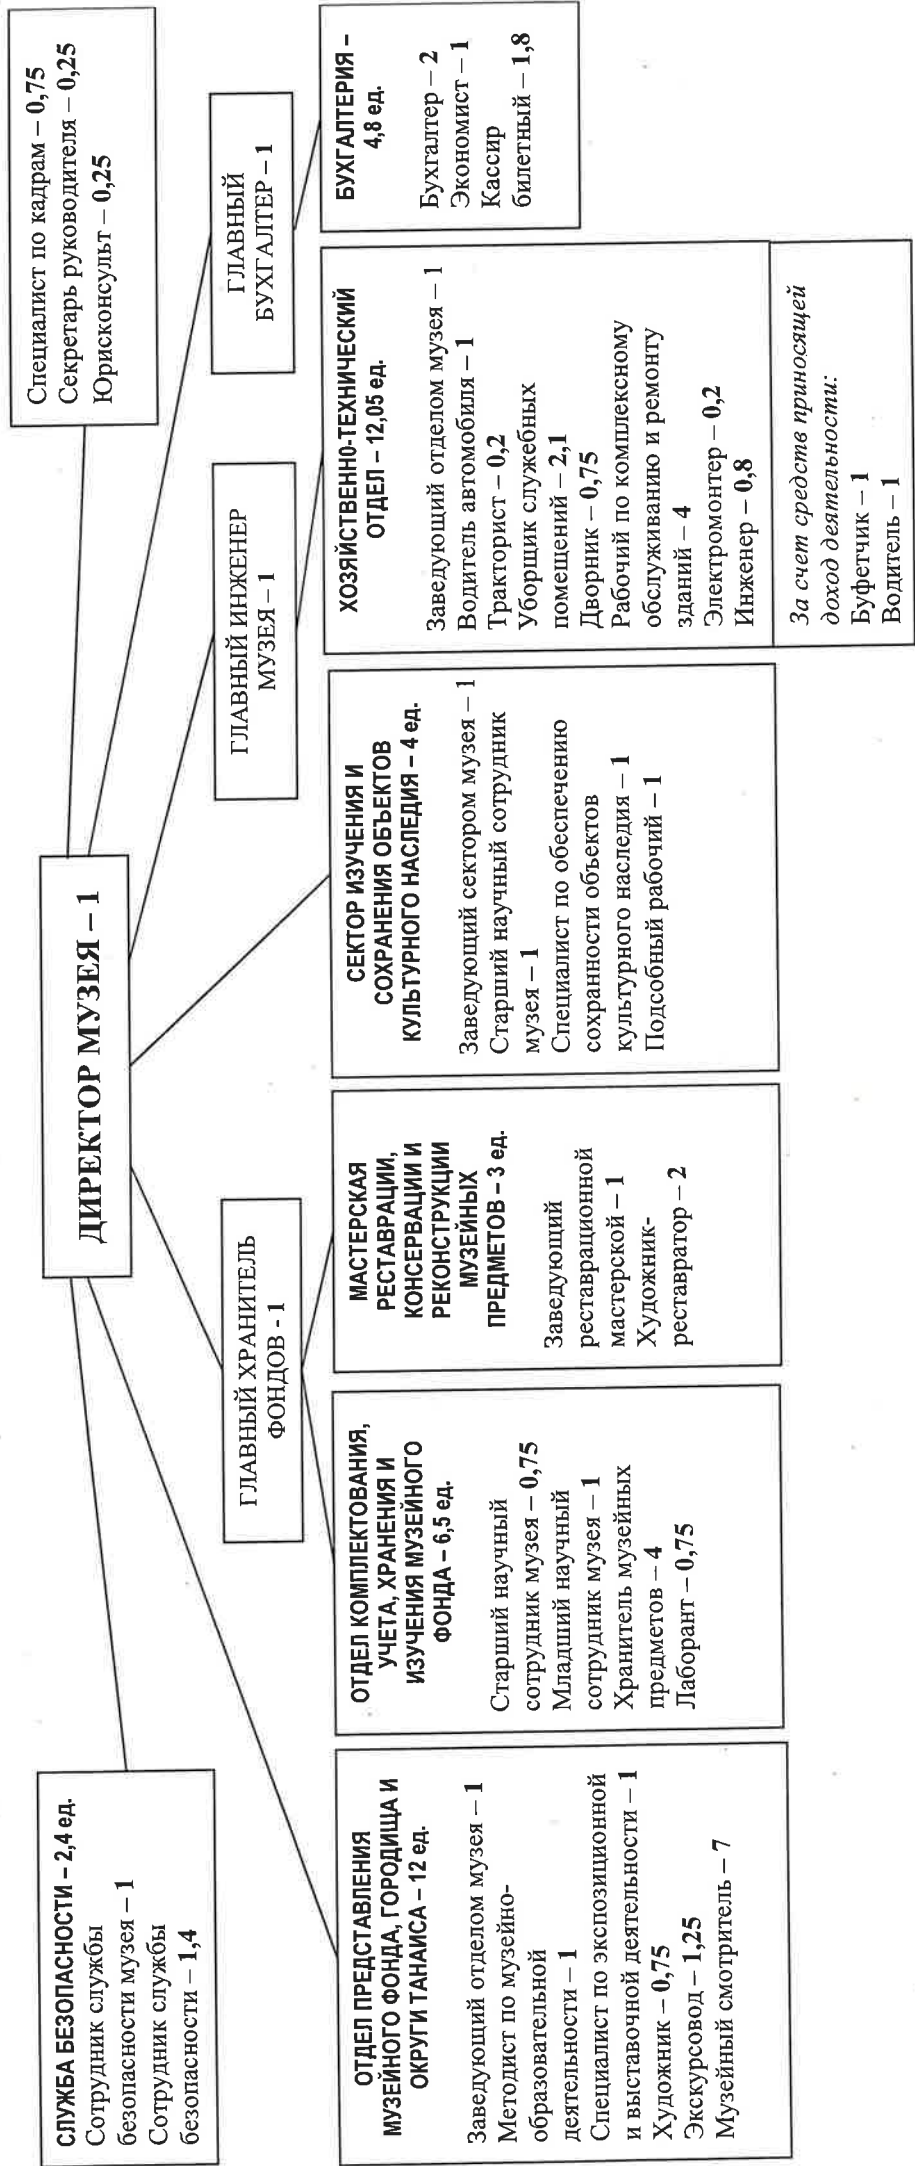 СЛУЖБА БЕЗОПАСНОСТИ – 2,4 ед.
Сотрудник службы
безопасности музея – 1
Сотрудник службы
безопасности – 1,4
ДИРЕКТОР МУЗЕЯ – 1
Специалист по кадрам – 0,75
Секретарь руководителя – 0,25
Юрисконсульт – 0,25
ГЛАВНЫЙ ХРАНИТЕЛЬ
ФОНДОВ - 1
ГЛАВНЫЙ ИНЖЕНЕР
МУЗЕЯ – 1
ГЛАВНЫЙ
БУХГАЛТЕР – 1
ОТДЕЛ ПРЕДСТАВЛЕНИЯ
МУЗЕЙНОГО ФОНДА, ГОРОДИЩА И
ОКРУГИ ТАНАИСА – 12 ед.
Заведующий отделом музея – 1
Методист по музейно-
образовательной
деятельности – 1
Специалист по экспозиционной
и выставочной деятельности – 1
Художник – 0,75
Экскурсовод – 1,25
Музейный смотритель – 7
ОТДЕЛ КОМПЛЕКТОВАНИЯ,
УЧЕТА, ХРАНЕНИЯ И
ИЗУЧЕНИЯ МУЗЕЙНОГО
ФОНДА – 6,5 ед.
Старший научный
сотрудник музея – 0,75
Младший научный
сотрудник музея – 1
Хранитель музейных
предметов – 4
Лаборант – 0,75
МАСТЕРСКАЯ
РЕСТАВРАЦИИ,
КОНСЕРВАЦИИ И
РЕКОНСТРУКЦИИ
МУЗЕЙНЫХ
ПРЕДМЕТОВ – 3 ед.
Заведующий
реставрационной
мастерской – 1
Художник-
реставратор – 2
СЕКТОР ИЗУЧЕНИЯ И
СОХРАНЕНИЯ ОБЪЕКТОВ
КУЛЬТУРНОГО НАСЛЕДИЯ – 4 ед.
Заведующий сектором музея – 1
Старший научный сотрудник
музея – 1
Специалист по обеспечению
сохранности объектов
культурного наследия – 1
Подсобный рабочий – 1
ХОЗЯЙСТВЕННО-ТЕХНИЧЕСКИЙ
ОТДЕЛ – 12,05 ед.
Заведующий отделом музея – 1
Водитель автомобиля – 1
Тракторист – 0,2
Уборщик служебных
помещений – 2,1
Дворник – 0,75
Рабочий по комплексному
обслуживанию и ремонту
зданий – 4
Электромонтер – 0,2
Инженер – 0,8
За счет средств приносящей
доход деятельности:
Буфетчик – 1
Водитель – 1
БУХГАЛТЕРИЯ –
4,8 ед.
Бухгалтер – 2
Экономист – 1
Кассир
билетный – 1,8